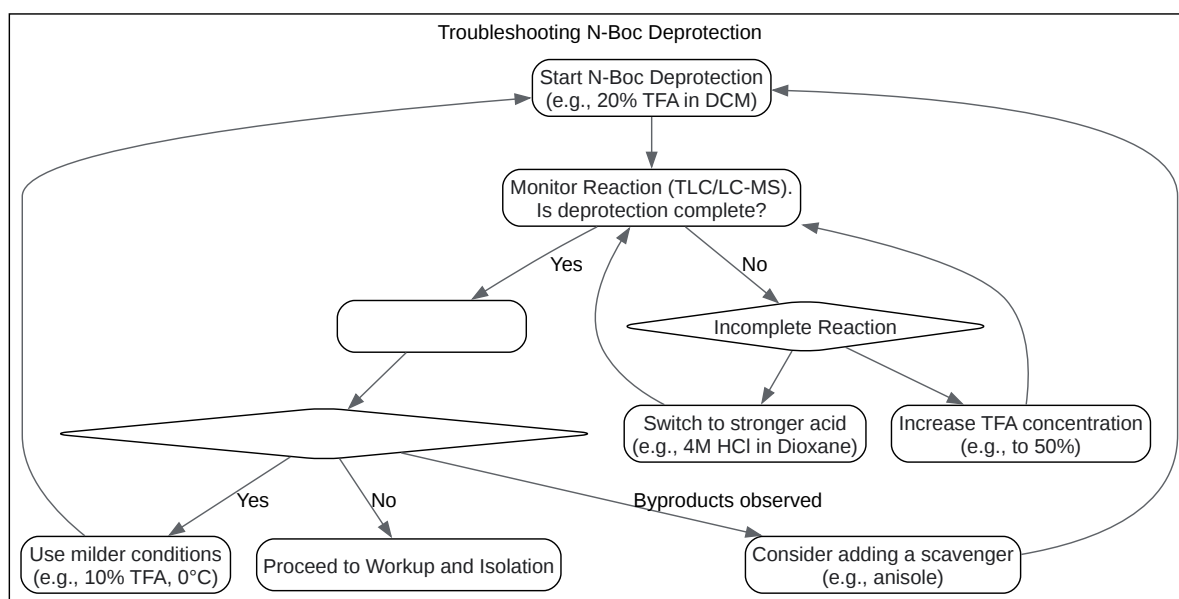 Troubleshooting N-Boc Deprotection
Start N-Boc Deprotection
(e.g., 20% TFA in DCM)
Monitor Reaction (TLC/LC-MS).
Is deprotection complete?
Yes
No
Incomplete Reaction
Switch to stronger acid
(e.g., 4M HCl in Dioxane)
Increase TFA concentration
(e.g., to 50%)
Yes
No
Byproducts observed
Use milder conditions
(e.g., 10% TFA, 0°C)
Proceed to Workup and Isolation
Consider adding a scavenger
(e.g., anisole)